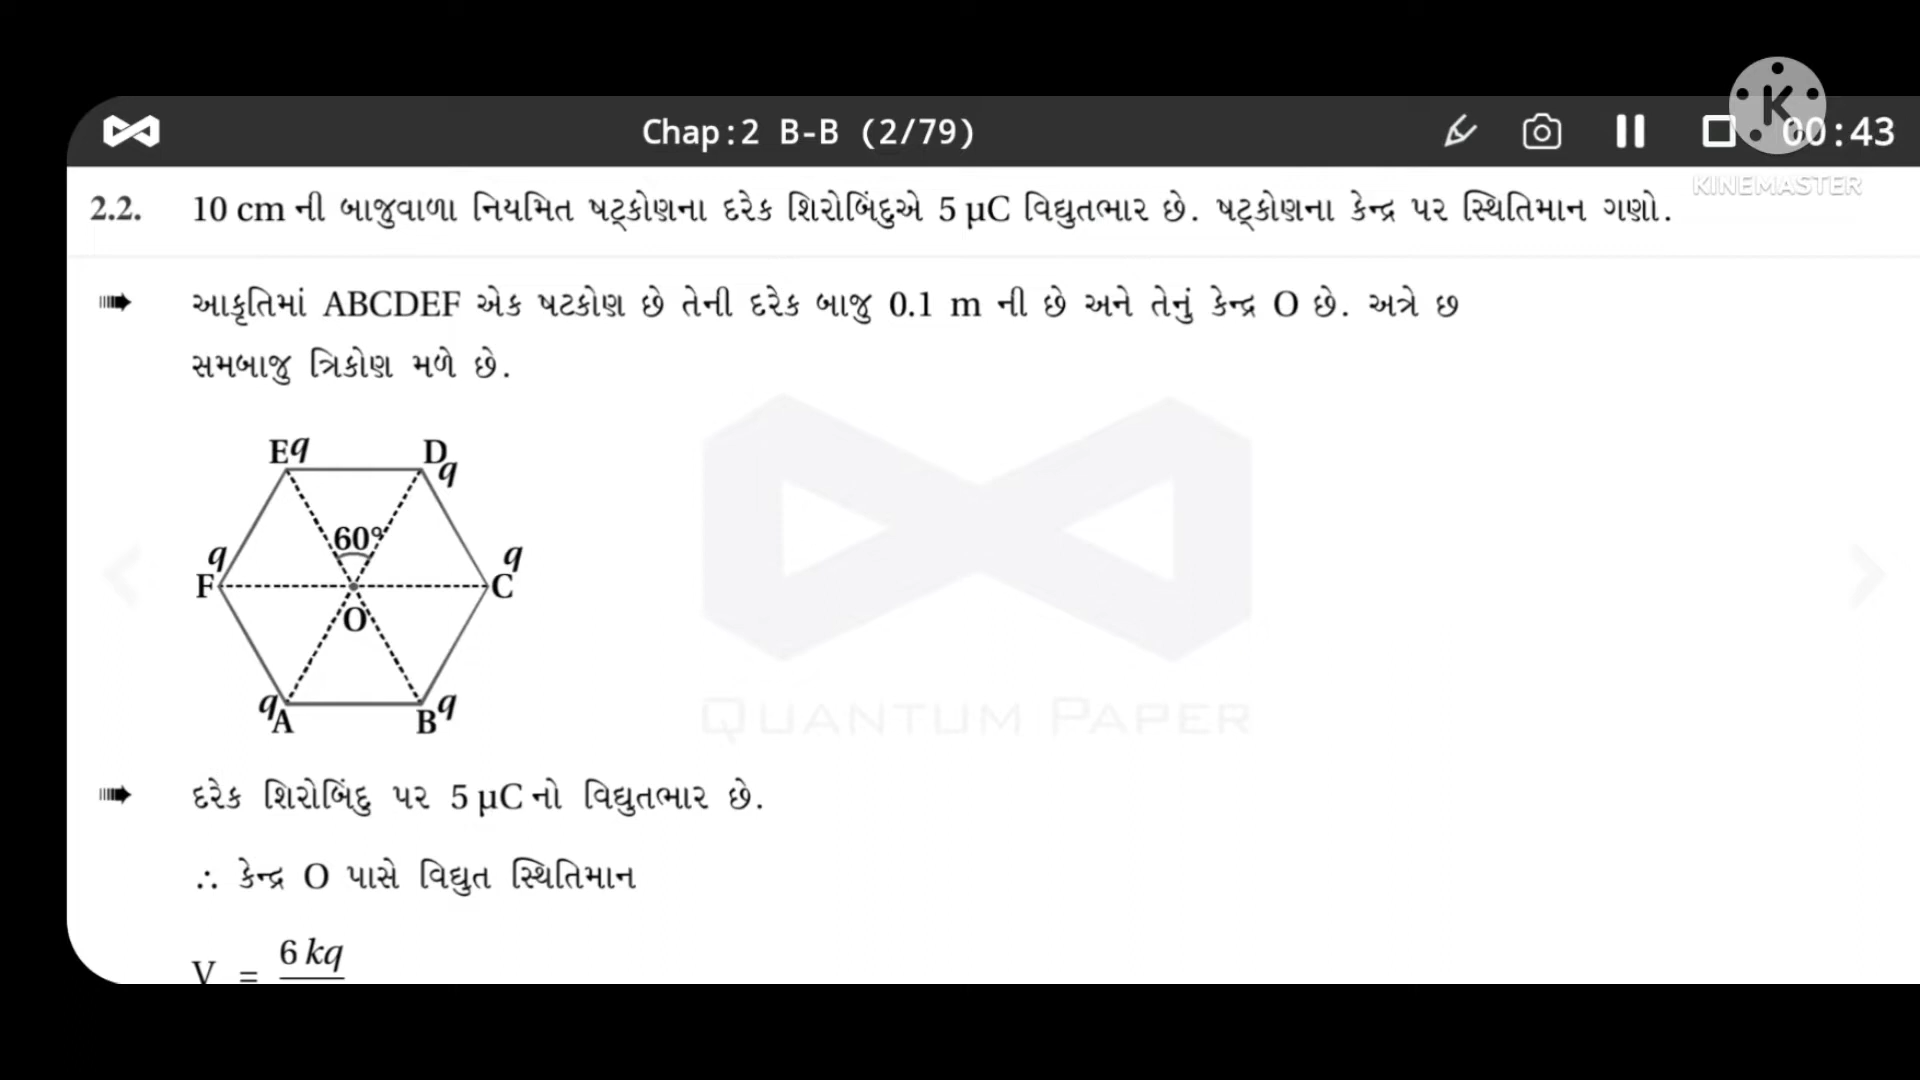 Chap:2 B-B (2/79)
00:43
KINEMASTER
2.2. 10 cm ની બાજુવાળા નિયમિત ષટ્કોણના દરેક શિરોબિંદુએ 5 μC વિદ્યુતભાર છે. ષટ્કોણના કેન્દ્ર પર સ્થિતિમાન ગણો.
આકૃતિમાં ABCDEF એક ષટકોણ છે તેની દરેક બાજુ 0.1 m ની છે અને તેનું કેન્દ્ર O છે. અત્રે છ
સમબાજુ ત્રિકોણ મળે છે.
E q D
q
60°
q q
F C
O
q q
A B
QUANTUM PAPER
દરેક શિરોબિંદુ પર 5 μC નો વિદ્યુતભાર છે.
∴ કેન્દ્ર O પાસે વિદ્યુત સ્થિતિમાન
6 kq
V =